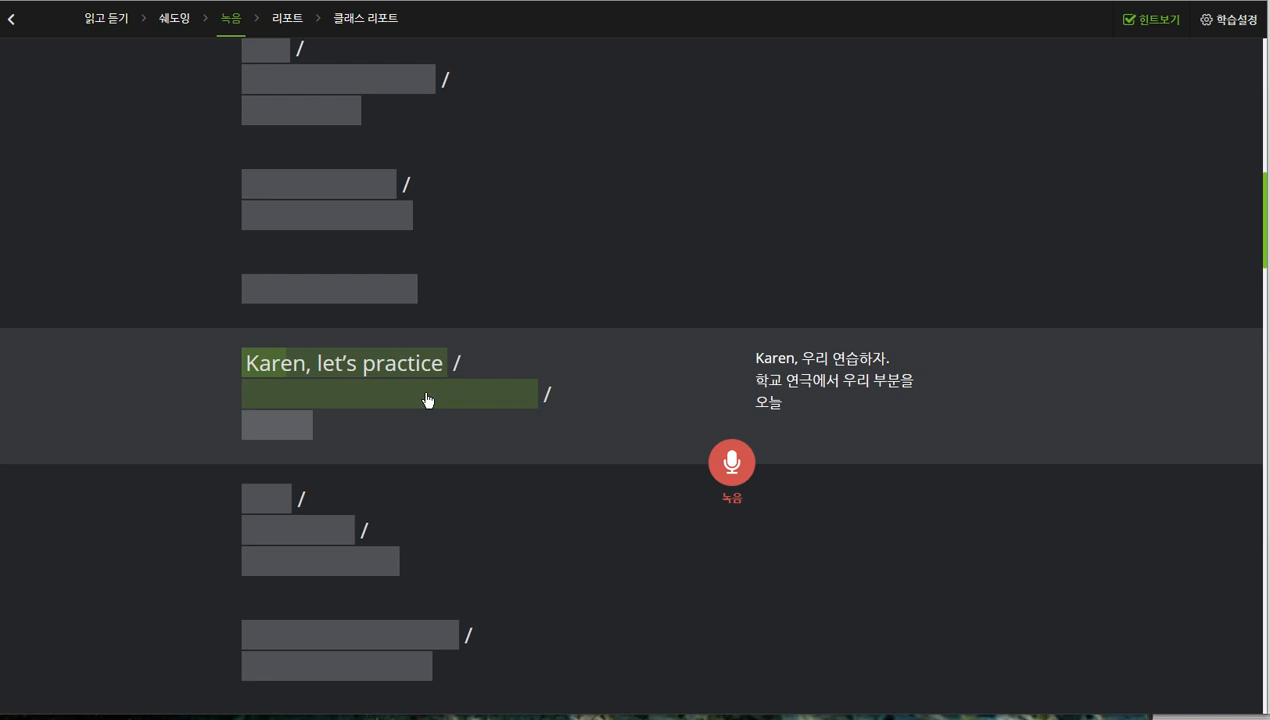 읽고 듣기 > 쉐도잉 > 녹음 > 리포트 > 클래스 리포트
힌트보기
학습설정
/
/
/
Karen, let's practice /
/
Karen, 우리 연습하자.
학교 연극에서 우리 부분을
오늘
녹음
/
/
/